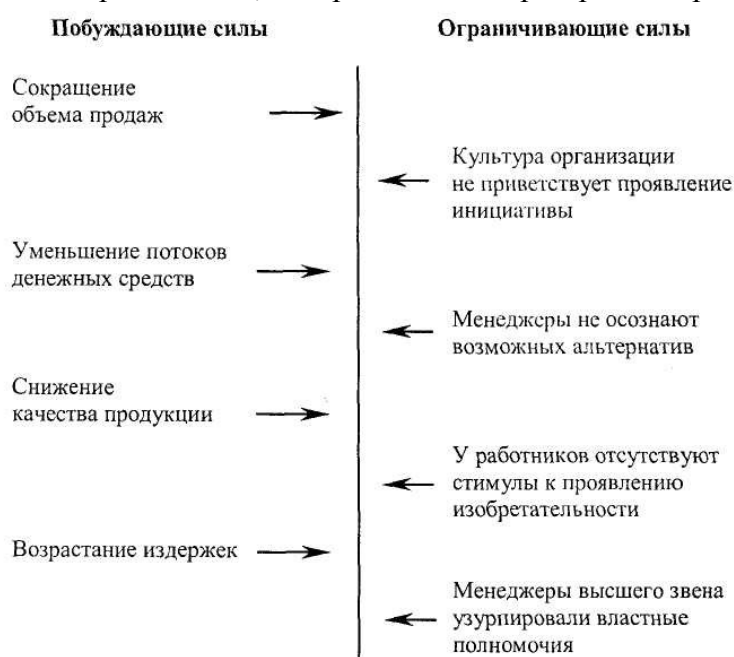 Побуждающие силы
Ограничивающие силы
Сокращение
объема продаж
Культура организации
не приветствует проявление
инициативы
Уменьшение потоков
денежных средств
Менеджеры не осознают
возможных альтернатив
Снижение
качества продукции
У работников отсутствуют
стимулы к проявлению
изобретательности
Возрастание издержек
Менеджеры высшего звена
узурпировали властные
полномочия